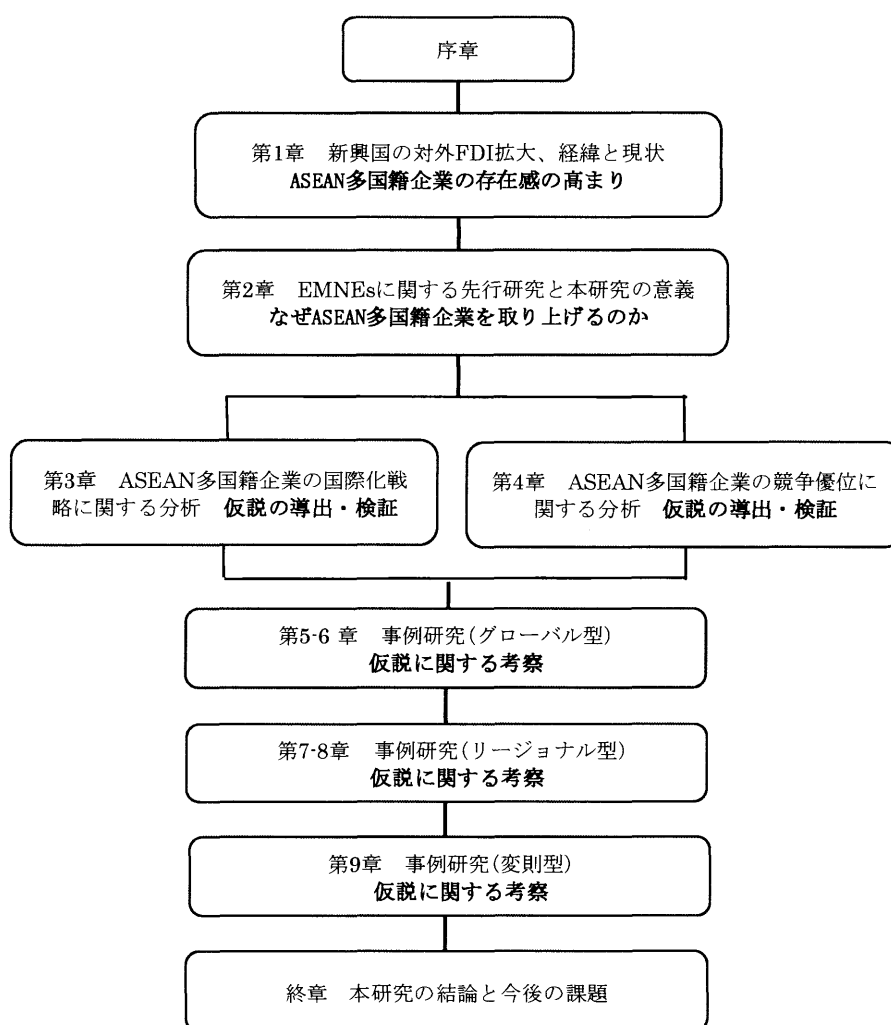 序章
第1章　新興国の対外FDI拡大、経緯と現状
ASEAN多国籍企業の存在感の高まり
第2章　EMNEsに関する先行研究と本研究の意義
なぜASEAN多国籍企業を取り上げるのか
第3章　ASEAN多国籍企業の国際化戦
略に関する分析　仮説の導出・検証
第4章　ASEAN多国籍企業の競争優位に
関する分析　仮説の導出・検証
第5-6 章　事例研究(グローバル型)
仮説に関する考察
第7-8章　事例研究(リージョナル型)
仮説に関する考察
第9章　事例研究(変則型)
仮説に関する考察
終章　本研究の結論と今後の課題